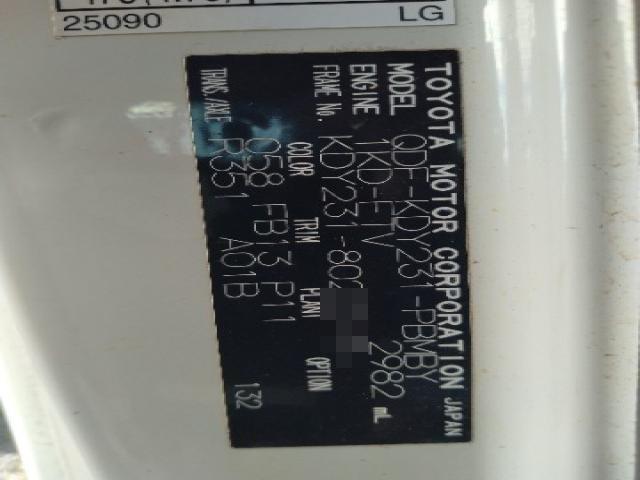 25090 LG
TOYOTA MOTOR CORPORATION JAPAN
MODEL QDF-KDY231-PBMBY
ENGINE 1KD-FTV 2982 mL
FRAME No. KDY231-802
COLOR TRIM PLANT OPTION
058 FB13 P11
TRANS./AXLE R351 A01B 132